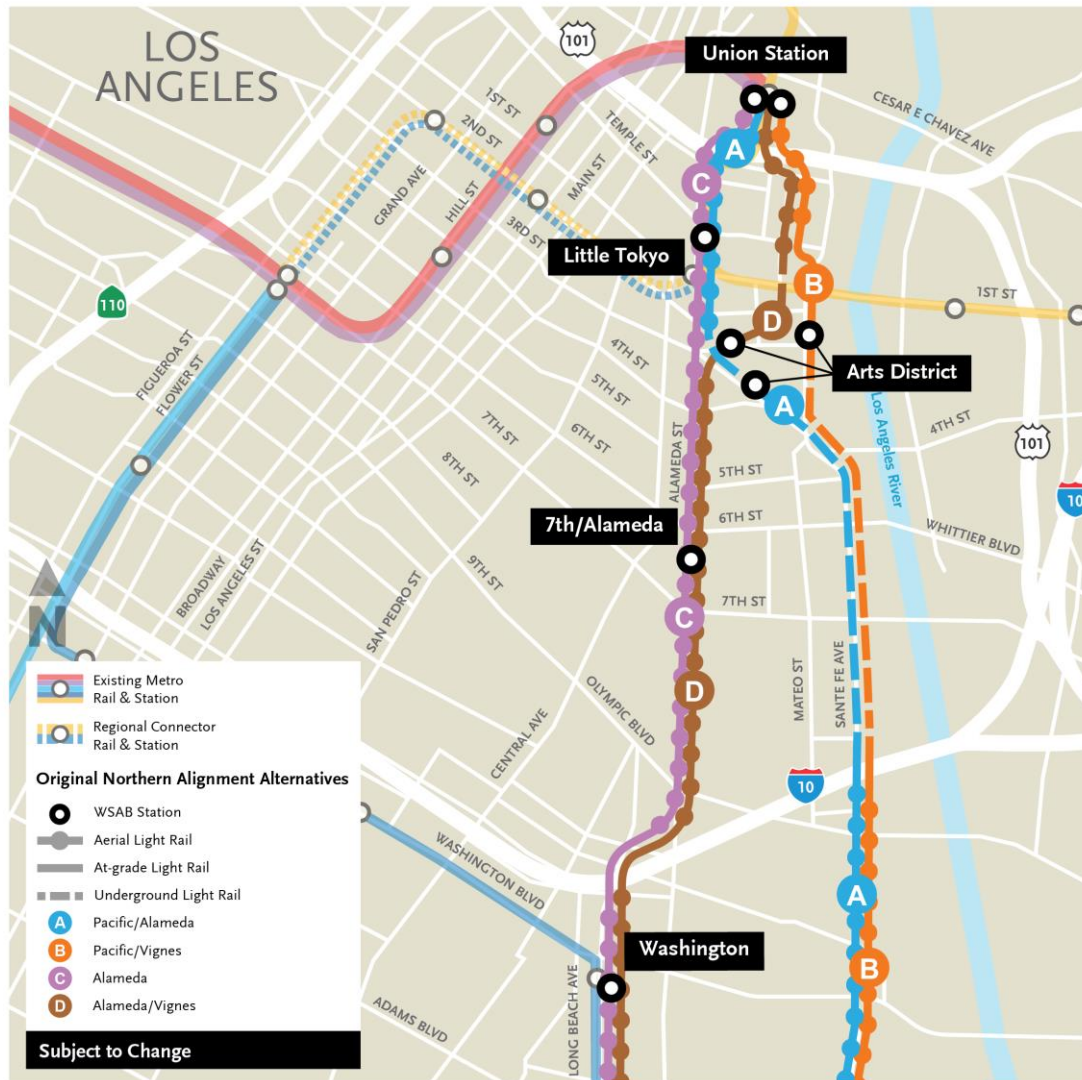 LOS
ANGELES
101
Union Station
CESAR E CHAVEZ AVE
1ST ST
2ND ST
TEMPLE ST
A
GRAND AVE
HILL ST
MAIN ST
C
3RD ST
Little Tokyo
B
110
1ST ST
D
FIGUEROA ST
FLOWER ST
4TH ST
Arts District
5TH ST
A
7TH ST
6TH ST
4TH ST
8TH ST
ALAMEDA ST
Los Angeles River
101
5TH ST
10
7th/Alameda
6TH ST
WHITTIER BLVD
BROADWAY
LOS ANGELES ST
SAN PEDRO ST
9TH ST
7TH ST
N
C
MATEO ST
SANTE FE AVE
D
OLYMPIC BLVD
CENTRAL AVE
10
WASHINGTON BLVD
A
Washington
B
LONG BEACH AVE
ADAMS BLVD
Existing Metro
Rail & Station
Regional Connector
Rail & Station
Original Northern Alignment Alternatives
WSAB Station
Aerial Light Rail
At-grade Light Rail
Underground Light Rail
A Pacific/Alameda
B Pacific/Vignes
C Alameda
D Alameda/Vignes
Subject to Change